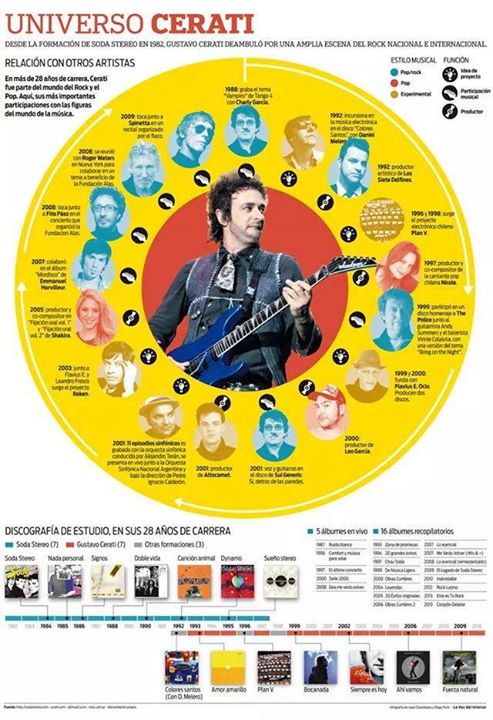 UNIVERSO CERATI
DESDE LA FORMACIÓN DE SODA STEREO EN 1982, GUSTAVO CERATI DEAMBULÓ POR UNA AMPLIA ESCENA DEL ROCK NACIONAL E INTERNACIONAL.
RELACIÓN CON OTROS ARTISTAS
En más de 28 años de carrera, Cerati
fue parte del mundo del Rock y el
Pop. Aquí, sus más importantes
participaciones con las figuras
del mundo de la música.
ESTILO MUSICAL
Pop/rock
Pop
Experimental
FUNCIÓN
Idea de
proyecto
Participación
musical
Productor
1988: graba el tema
"Vampiro" de Tango 4
con Charly García.
1992: incursiona en
la música electrónica
en el disco "Colores
Santos", con Daniel
Melero.
1992: productor
artístico de Los
Siete Delfines.
1996 y 1998: surge
el proyecto
electrónico chileno
Plan V.
1997: productor y
co-compositor de
la cantante pop
chilena Nicole.
1999: participó en un
disco homenaje a The
Police junto al
guitarrista Andy
Summers y el baterista
Vinnie Colaiuta, con
una versión del tema
"Bring on the Night".
1999 y 2000:
funda con
Flavius E. Ocio.
Producen dos
discos.
2000:
productor de
Leo García.
2001: voz y guitarras en
el disco de Sui Generis:
Si, detrás de las paredes.
2001: productor
de Altocamet.
2001: 11 episodios sinfónicos es
grabado con la orquesta sinfónica
conducida por Alejandro Terán, se
presenta en vivo junto a la Orquesta
Sinfónica Nacional Argentina y
bajo la dirección de Pedro
Ignacio Calderón.
2003: junto a
Flavius E. y
Leandro Fresco
surge el proyecto
Roken.
2005: productor y
co-compositor en
"Fijación oral vol. 1"
y "Fijación oral
vol. 2" de Shakira.
2007: colaboró
en el álbum
"Mordisco" de
Emmanuel
Horvilleur.
2008: toca junto
a Fito Páez en el
concierto que
organizó la
Fundacion Alas.
2008: se reunió
con Roger Waters
en Nueva York para
colaborar en un
tema a beneficio de
la Fundación Alas.
2009: toca junto a
Spinetta en un
recital organizado
por el flaco.
DISCOGRAFÍA DE ESTUDIO, EN SUS 28 AÑOS DE CARRERA
Soda Stereo (7) Gustavo Cerati (7) Otras formaciones (3)
Soda Stereo Nada personal Signos Doble vida Canción animal Dynamo Sueño stereo
5 álbumes en vivo
1987 Ruido blanco
1996 Comfort y música
para volar
1997 El último concierto
2000 Serie 2000
2008 Gira me verás volver
16 álbumes recopilatorios
1993 Zona de promesas
1994 20 grandes éxitos
1997 Chau Soda
1999 De Música Ligera
2000 Obras Cumbres
2004 Leyendas
2005 20 Éxitos originales
2006 Obras Cumbres 2
2007 Lo esencial
2007 Me Verás Volver (Hits & +)
2010 Inolvidable
2012 Rock Latino
2013 Corazón Delator
1982 1983 1984 1985 1986 1987 1988 1989 1990 1991 1992 1993 1994 1995 1996
1992 1993 1994 1995 1996 1998 1999 2002 2006 2009 2010
Colores santos
(Con D. Melero)
Amor amarillo
Plan V
Bocanada
Siempre es hoy
Ahí vamos
Fuerza natural
La Voz del Interior